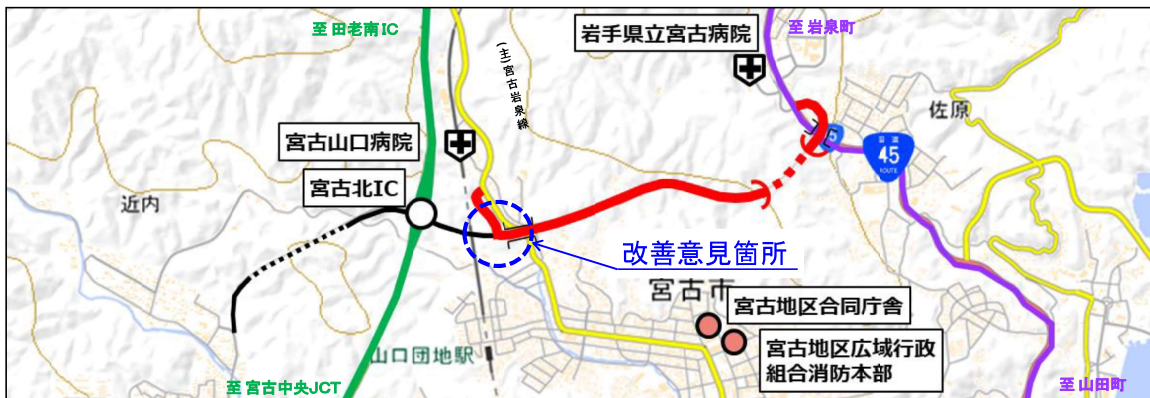 至 田老南IC
(主)宮古岩泉線
岩手県立宮古病院
至 岩泉町
佐原
国道
45
ROUTE
宮古山口病院
宮古北IC
近内
改善意見箇所
宮古市
宮古地区合同庁舎
宮古地区広域行政
組合消防本部
山口団地駅
至 宮古中央JCT
至 山田町